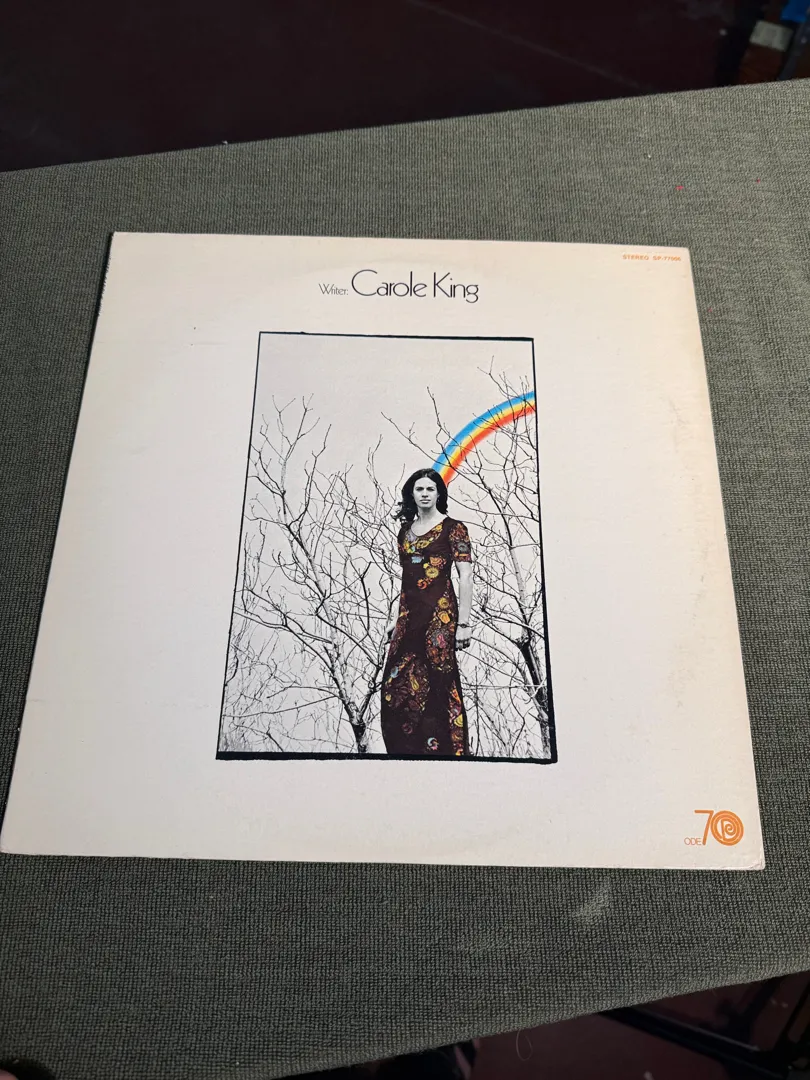 STEREO SP-77006
Writer: Carole King
ODE 70